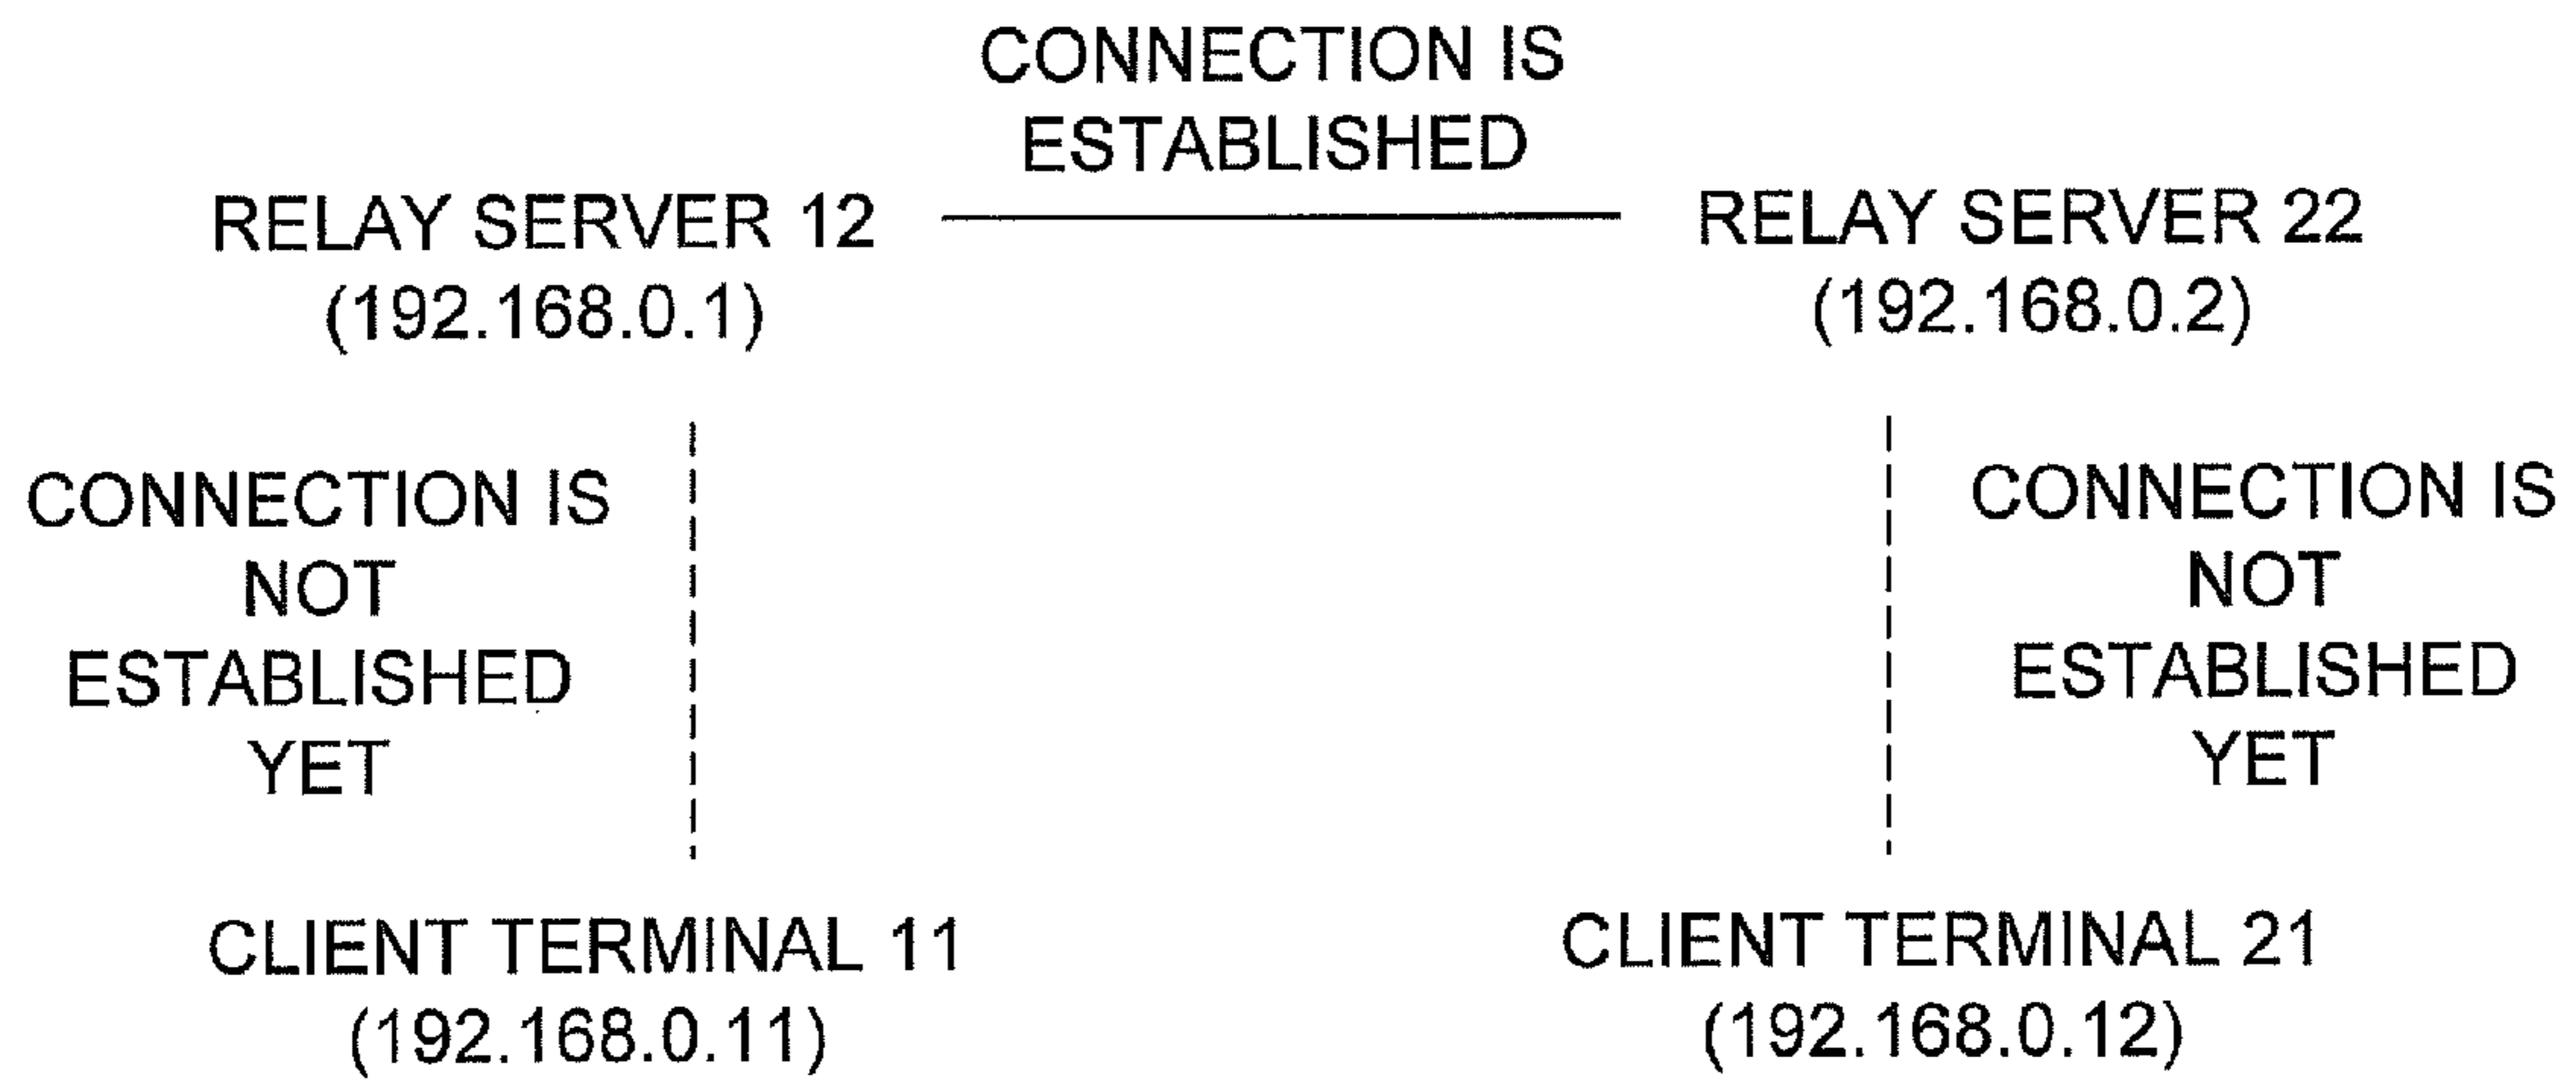 CONNECTION IS
ESTABLISHED
RELAY SERVER 12
(192.168.0.1)
RELAY SERVER 22
(192.168.0.2)
CONNECTION IS
NOT
ESTABLISHED
YET
CONNECTION IS
NOT
ESTABLISHED
YET
CLIENT TERMINAL 11
(192.168.0.11)
CLIENT TERMINAL 21
(192.168.0.12)